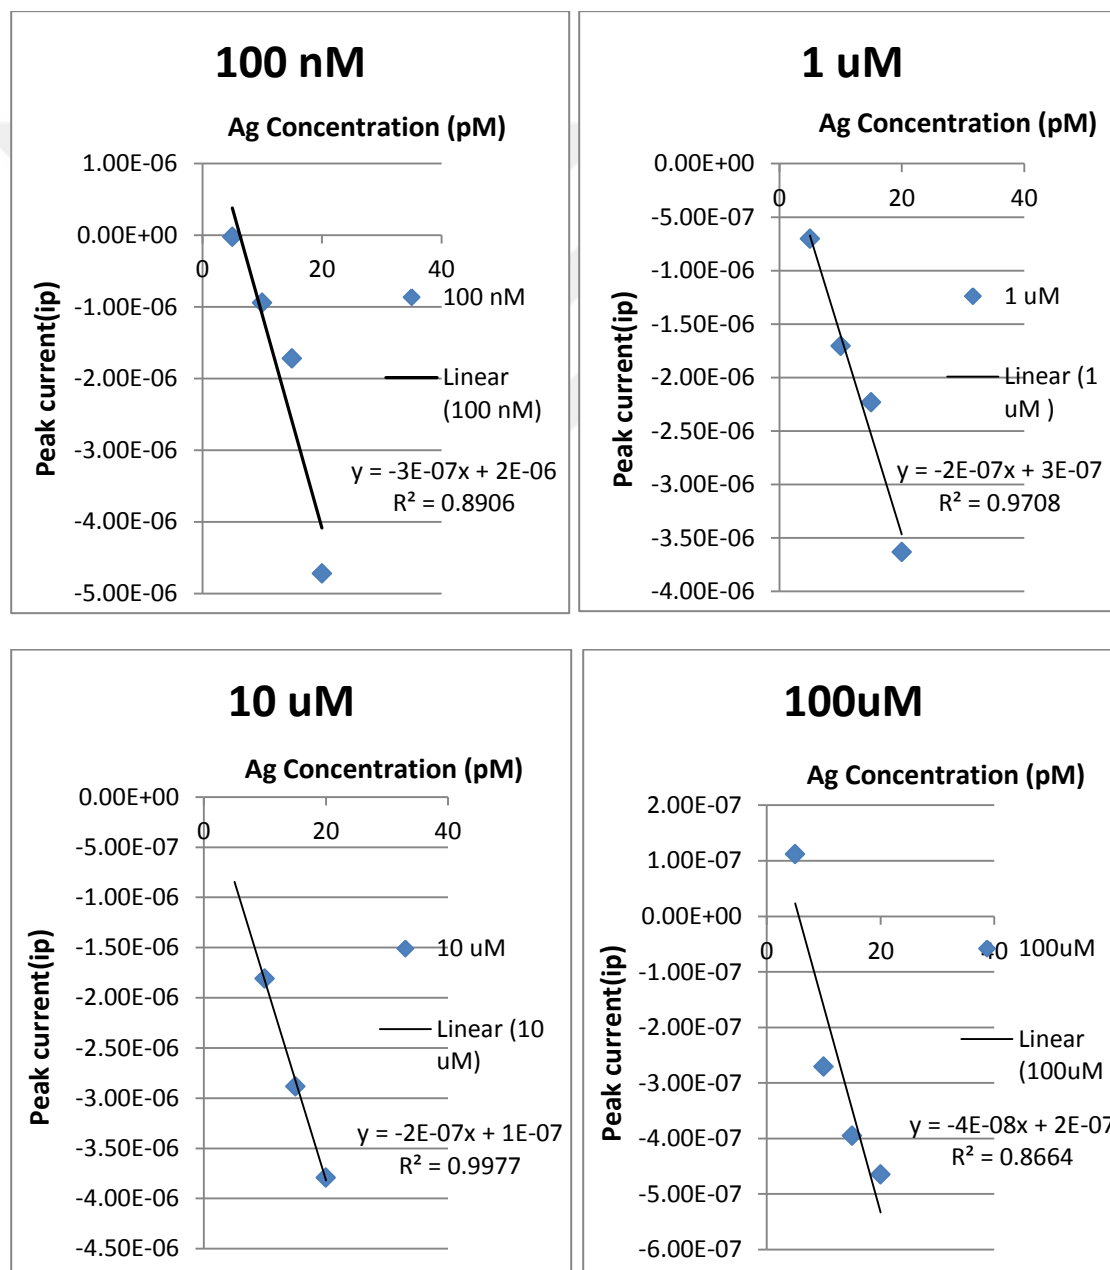 100 nM
Ag Concentration (pM)
1.00E-06
0.00E+00
-1.00E-06
-2.00E-06
-3.00E-06
-4.00E-06
-5.00E-06
0
20
40
Peak current(ip)
100 nM
Linear
(100 nM)
y = -3E-07x + 2E-06
R² = 0.8906
1 uM
Ag Concentration (pM)
0.00E+00
-5.00E-07
-1.00E-06
-1.50E-06
-2.00E-06
-2.50E-06
-3.00E-06
-3.50E-06
-4.00E-06
0
20
40
Peak current(ip)
1 uM
Linear (1
uM )
y = -2E-07x + 3E-07
R² = 0.9708
10 uM
Ag Concentration (pM)
0.00E+00
-5.00E-07
-1.00E-06
-1.50E-06
-2.00E-06
-2.50E-06
-3.00E-06
-3.50E-06
-4.00E-06
-4.50E-06
0
20
40
Peak current(ip)
10 uM
Linear (10
uM)
y = -2E-07x + 1E-07
R² = 0.9977
100uM
Ag Concentration (pM)
2.00E-07
1.00E-07
0.00E+00
-1.00E-07
-2.00E-07
-3.00E-07
-4.00E-07
-5.00E-07
-6.00E-07
0
20
40
Peak current(ip)
100uM
Linear
(100uM
y = -4E-08x + 2E-07
R² = 0.8664